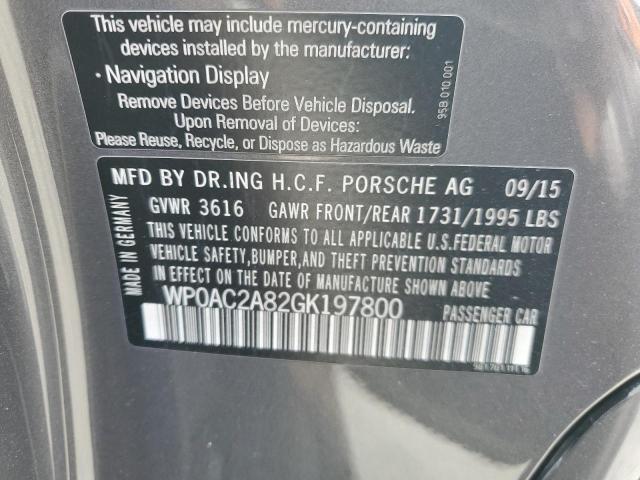 This vehicle may include mercury-containing
devices installed by the manufacturer:
· Navigation Display
Remove Devices Before Vehicle Disposal.
Upon Removal of Devices:
Please Reuse, Recycle, or Dispose as Hazardous Waste
95B 010 001
MFD BY DR.ING H.C.F. PORSCHE AG 09/15
GVWR 3616 GAWR FRONT/REAR 1731/1995 LBS
THIS VEHICLE CONFORMS TO ALL APPLICABLE U.S.FEDERAL MOTOR
VEHICLE SAFETY,BUMPER,AND THEFT PREVENTION STANDARDS
IN EFFECT ON THE DATE OF MANUFACTURE SHOWN ABOVE
WP0AC2A82GK197800 PASSENGER CAR
MADE IN GERMANY